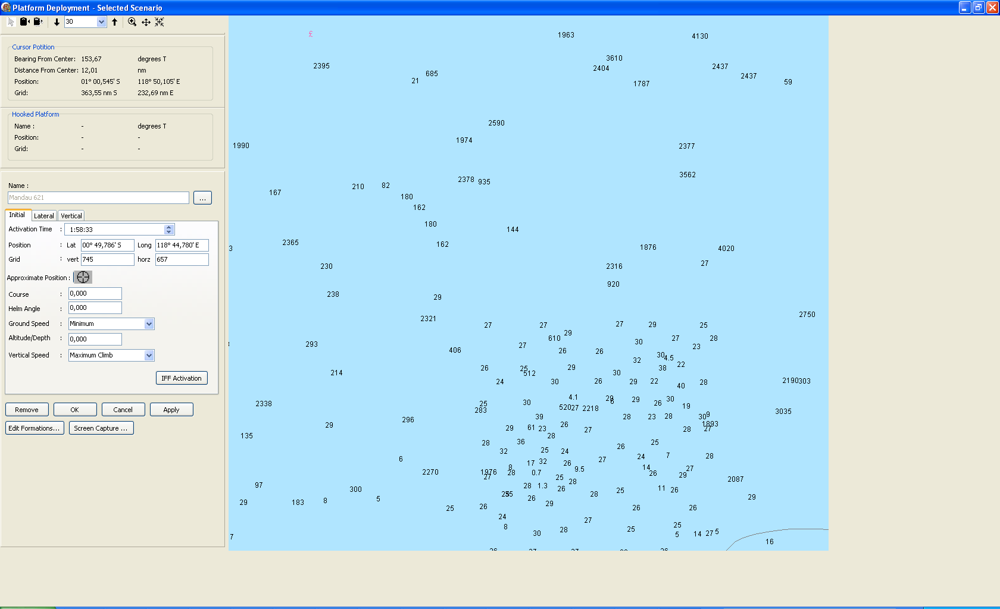 Platform Deployment - Selected Scenario
30
Cursor Potition
Bearing From Center: 153,67 degrees T
Distance From Center: 12,01 nm
Position: 01° 00,545' S 118° 50,105' E
Grid: 363,55 nm S 232,69 nm E
Hooked Platform
Name : - degrees T
Position: - -
Grid: - -
Name :
Mandau 621
...
Initial Lateral Vertical
Activation Time : 1:58:33
Position : Lat 00° 49,786' S Long 118° 44,780' E
Grid : vert 745 horz 657
Approximate Position :
Course : 0,000
Helm Angle : 0,000
Ground Speed : Minimum
Altitude/Depth : 0,000
Vertical Speed : Maximum Climb
IFF Activation
Remove OK Cancel Apply
Edit Formations... Screen Capture ...
£ 1963 4130
3610
2395 2404 2437
685 2437
21 1787 59
2590
1974
1990 2377
3562
2378 935
210 82
167 180
162
180 144
2365 162 1876 4020
3
230 2316 27
920
238 29
2321 2750
27 27 27 29 25
29
610 27 28
293 27 30 23
406 26 26
30 4.5
32 22
26 25 29 38
214 512 30
24 30 26 29 22 28 2190 303
40
4.1 29 29 30
2338 25 30 6 26 19
283 520 27 2218 3035
296 39 28 23 28 30 9
29 29 61 23 26 27 28 1893 27
135 28
28 36 26 25
32 25 24
6 17 32 26 27 24 7 28
8 9.5 14 27
2270 1976 28 0.7 26 29
27 25 28 2087
97 28 1.3 26 25 11 26
300 28 29
8 5 26
29 183 29
25 26 26 26
24
8 27 25
30 28 25 5 14 27 5
7
16